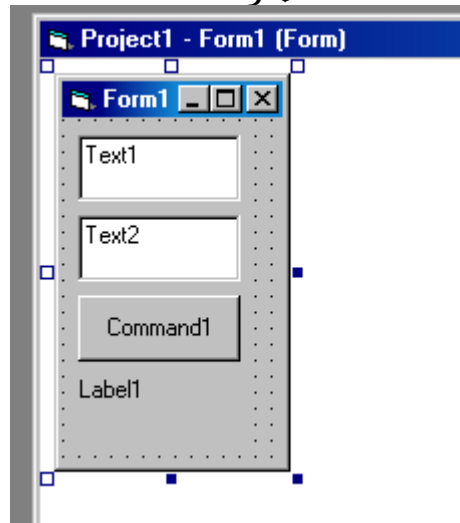 Project1 - Form1 (Form)
Form1
Text1
Text2
Command1
Label1